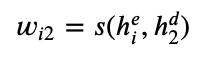 w_{i2} = s(h_i^e, h_2^d)